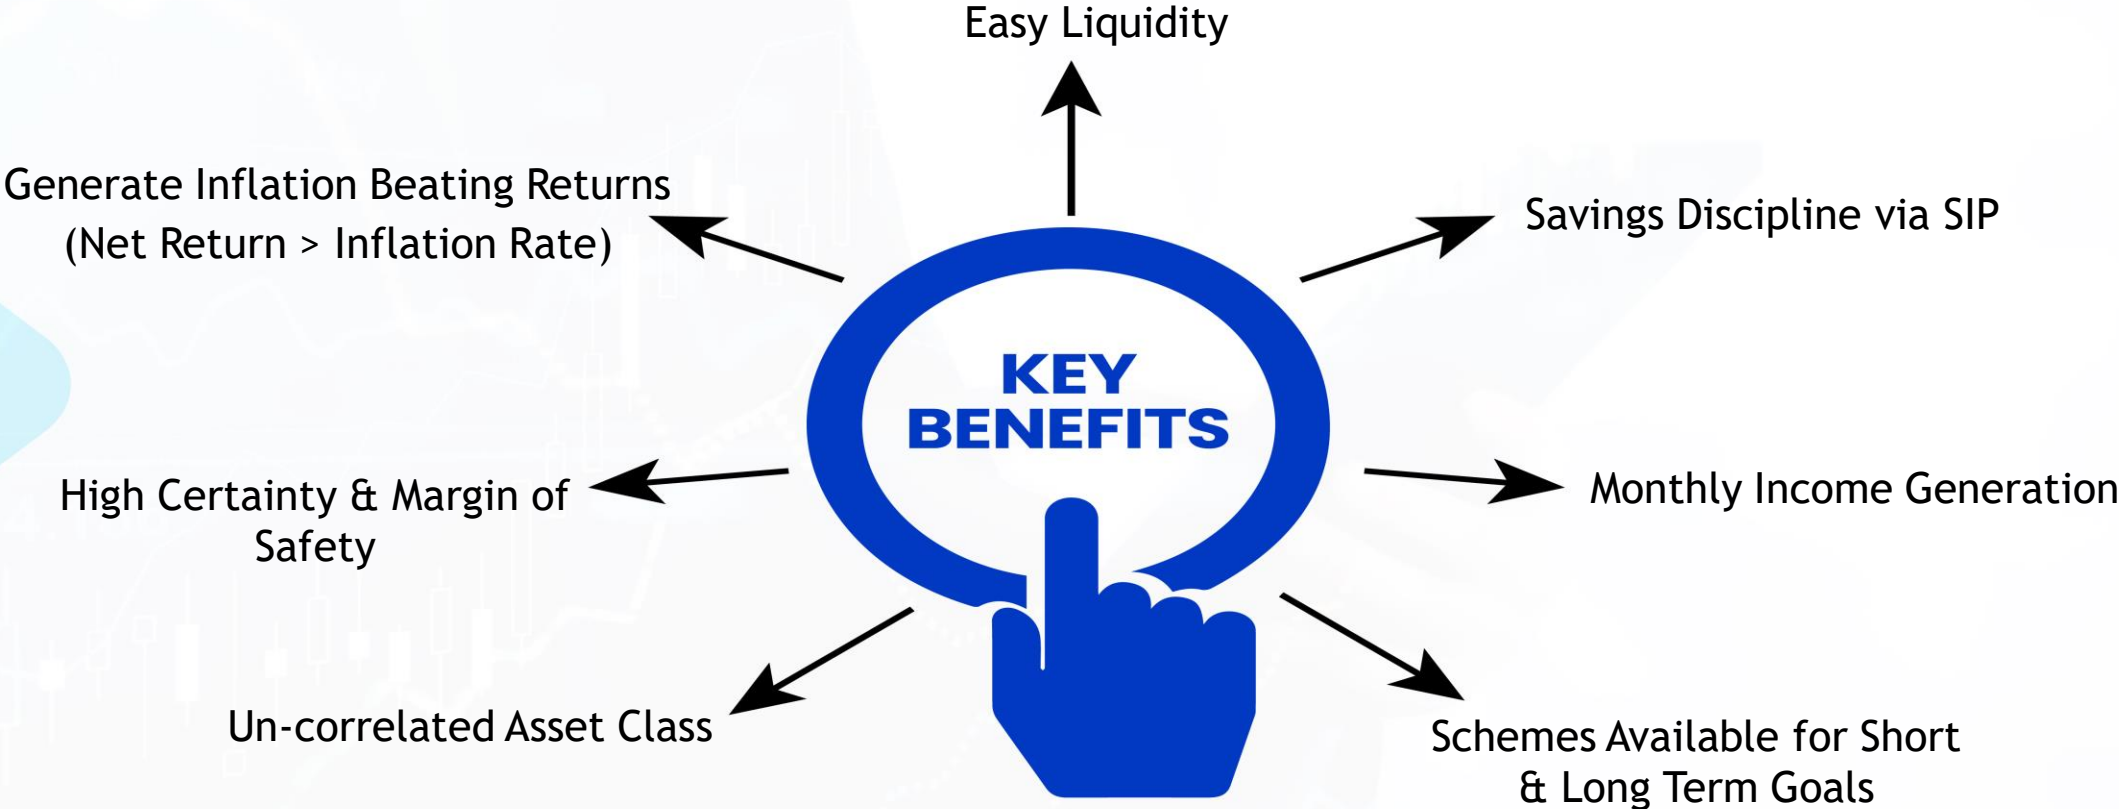 Easy Liquidity
Generate Inflation Beating Returns
(Net Return > Inflation Rate)
Savings Discipline via SIP
KEY
BENEFITS
High Certainty & Margin of
Safety
Monthly Income Generation
Un-correlated Asset Class
Schemes Available for Short
& Long Term Goals